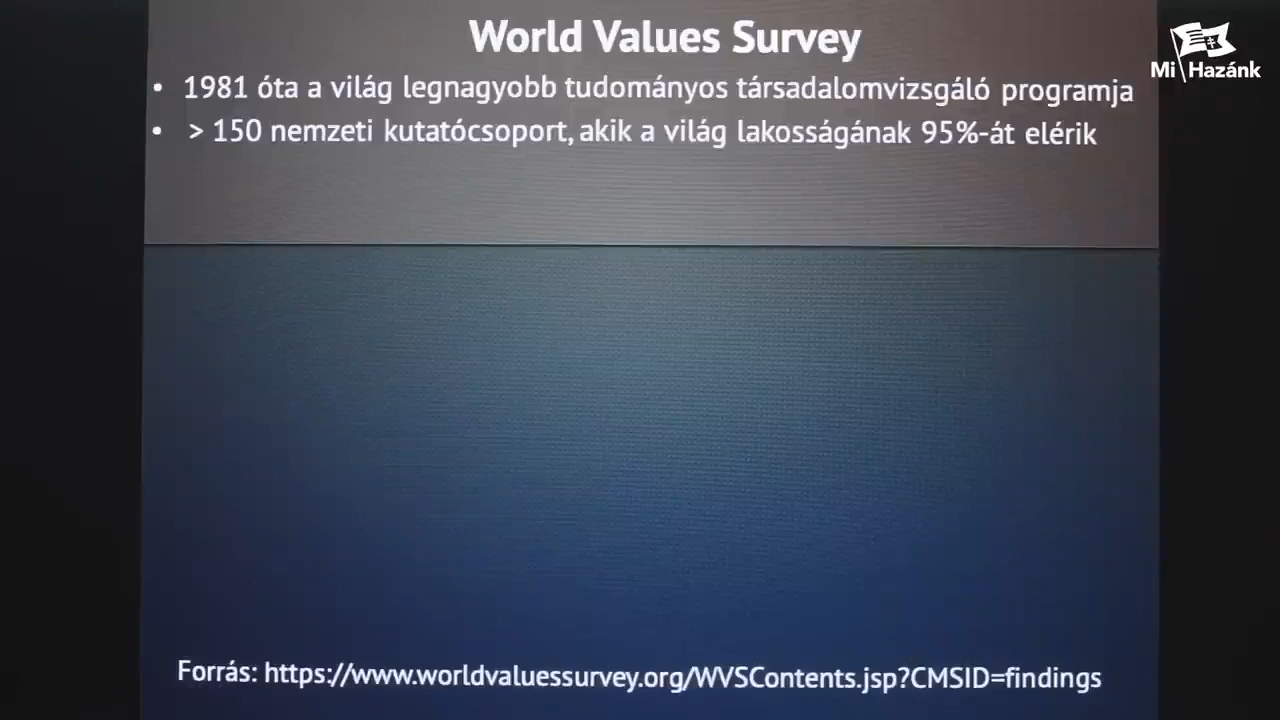 World Values Survey
Mi Hazánk
• 1981 óta a világ legnagyobb tudományos társadalomvizsgáló programja
• > 150 nemzeti kutatócsoport, akik a világ lakosságának 95%-át elérik
Forrás: https://www.worldvaluessurvey.org/WVSContents.jsp?CMSID=findings